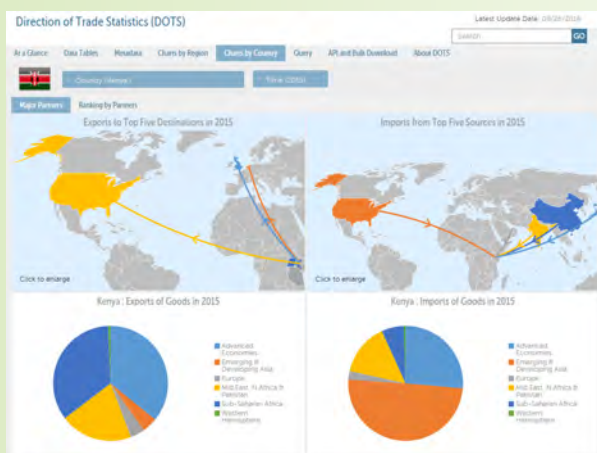 Direction of Trade Statistics (DOTS)
Latest Update Date:
Search
GO
At a Glance Data Tables Metadata Charts by Region Charts by Country Query API and Bulk Download About DOTS
Country (Kenya) Time (2015)
Major Partners Ranking by Partners
Exports to Top Five Destinations in 2015
Imports from Top Five Sources in 2015
Click to enlarge
Click to enlarge
Kenya : Exports of Goods in 2015
Kenya : Imports of Goods in 2015
Advanced
Economies
Emerging &
Developing Asia
Europe
Mid East, N Africa &
Pakistan
Sub-Saharan Africa
Western
Hemisphere
Advanced
Economies
Emerging &
Developing Asia
Europe
Mid East, N Africa &
Pakistan
Sub-Saharan Africa
Western
Hemisphere